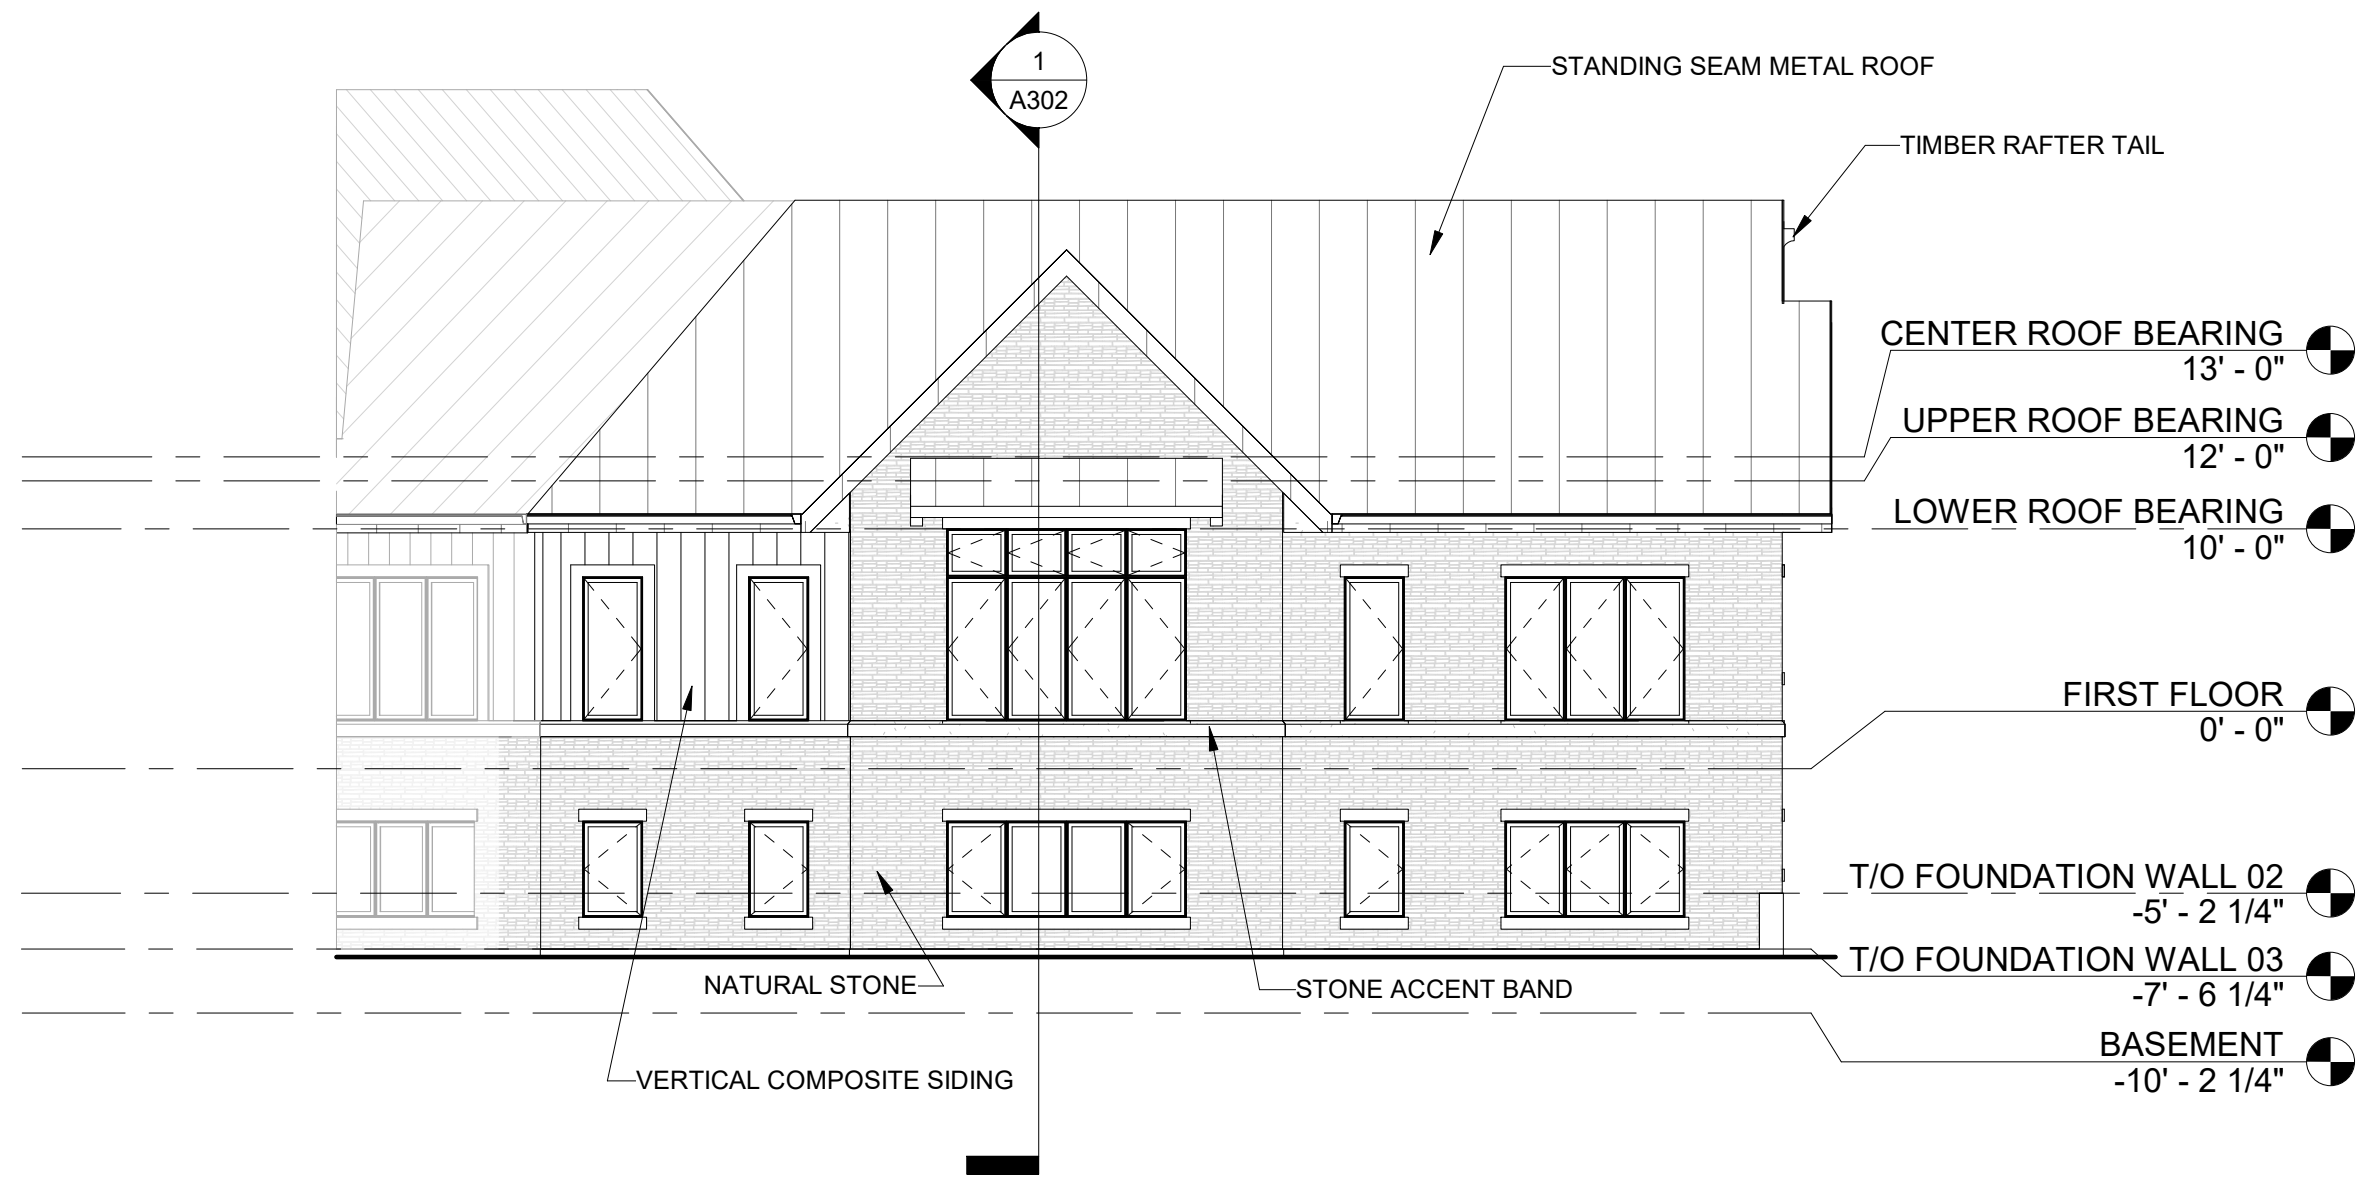 1
A302
STANDING SEAM METAL ROOF
TIMBER RAFTER TAIL
CENTER ROOF BEARING
13' - 0"
UPPER ROOF BEARING
12' - 0"
LOWER ROOF BEARING
10' - 0"
FIRST FLOOR
0' - 0"
T/O FOUNDATION WALL 02
-5' - 2 1/4"
T/O FOUNDATION WALL 03
-7' - 6 1/4"
NATURAL STONE
STONE ACCENT BAND
BASEMENT
-10' - 2 1/4"
VERTICAL COMPOSITE SIDING